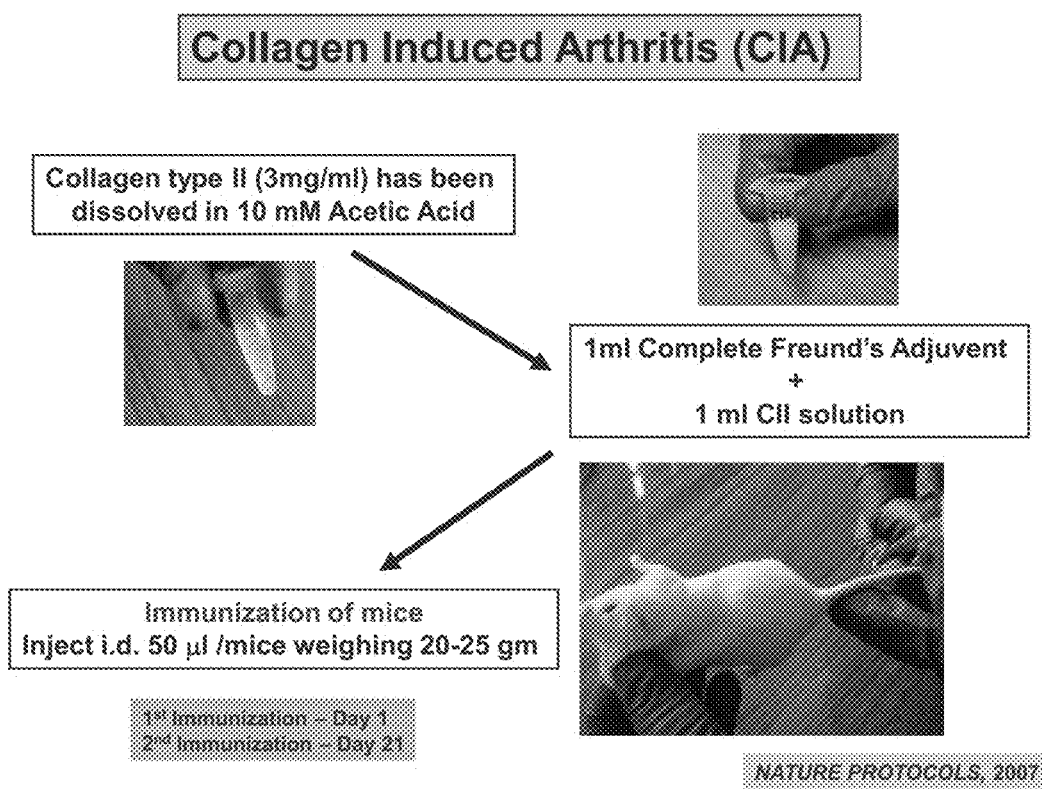 Collagen Induced Arthritis (CIA)
Collagen type II (3mg/ml) has been
dissolved in 10 mM Acetic Acid
1ml Complete Freund's Adjuvent
+
1 ml CII solution
Immunization of mice
Inject i.d. 50 μl /mice weighing 20-25 gm
1st Immunization – Day 1
2nd Immunization – Day 21
NATURE PROTOCOLS, 2007